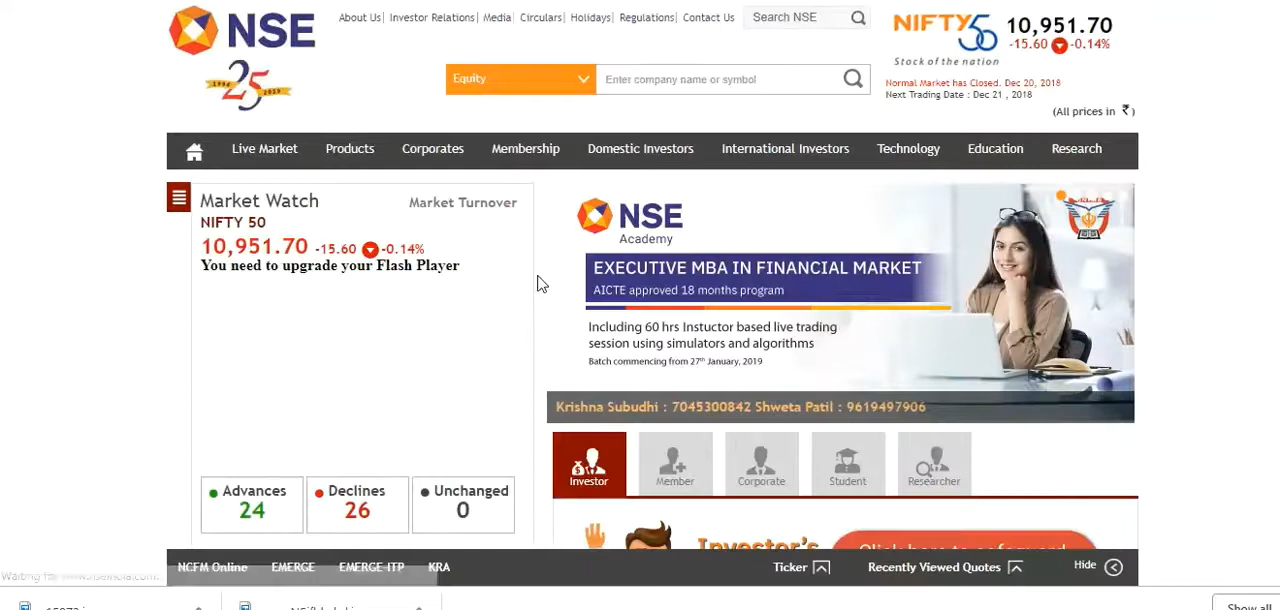 NSE
About Us| Investor Relations| Media| Circulars| Holidays| Regulations| Contact Us
Search NSE
NIFTY 50
Stock of the nation
10,951.70
-15.60 -0.14%
Normal Market has Closed. Dec 20, 2018
Next Trading Date : Dec 21 , 2018
(All prices in ₹ )
25
Equity
Enter company name or symbol
Live Market Products Corporates Membership Domestic Investors International Investors Technology Education Research
Market Watch
Market Turnover
NIFTY 50
10,951.70 -15.60 -0.14%
You need to upgrade your Flash Player
Advances
24
Declines
26
Unchanged
0
NSE
Academy
EXECUTIVE MBA IN FINANCIAL MARKET
AICTE approved 18 months program
Including 60 hrs Instuctor based live trading
session using simulators and algorithms
Batch commencing from 27th January, 2019
Krishna Subudhi : 7045300842 Shweta Patil : 9619497906
Investor
Member
Corporate
Student
Researcher
Investor's
Click here to safeguard
NCFM Online EMERGE EMERGE-ITP KRA
Ticker
Recently Viewed Quotes
Hide
Show all